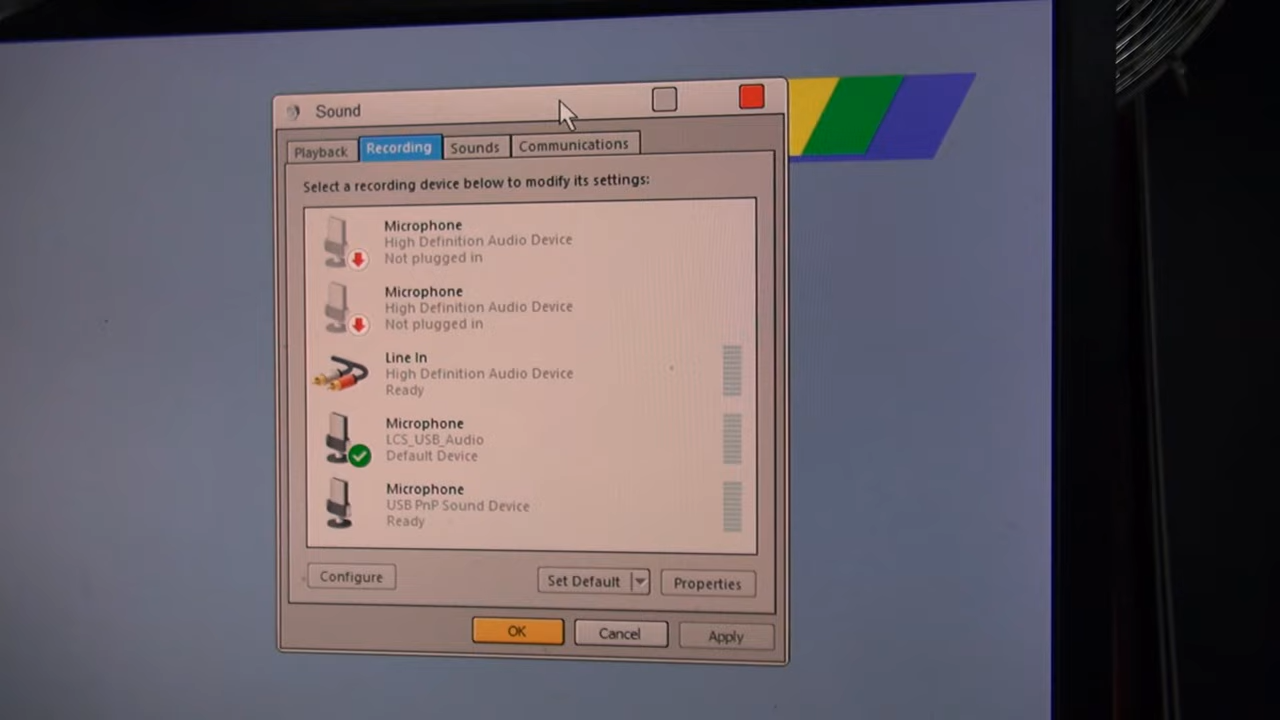 Sound
Playback
Recording
Sounds
Communications
Select a recording device below to modify its settings:
Microphone
High Definition Audio Device
Not plugged in
Microphone
High Definition Audio Device
Not plugged in
Line In
High Definition Audio Device
Ready
Microphone
LCS_USB_Audio
Default Device
Microphone
USB PnP Sound Device
Ready
Configure
Set Default
Properties
OK
Cancel
Apply